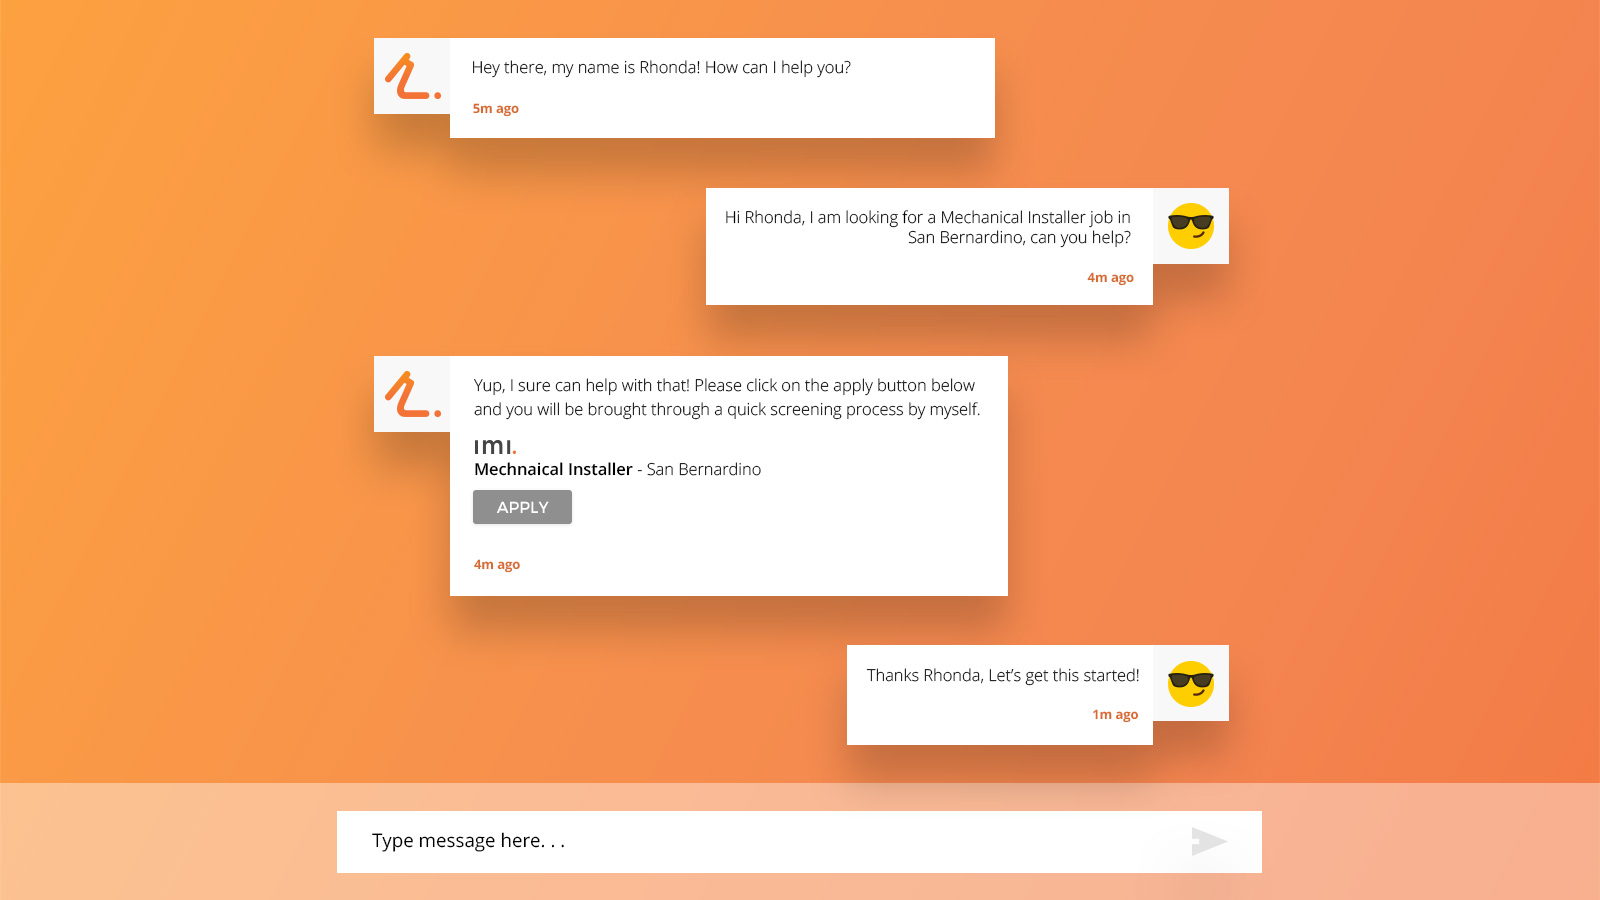 Hey there, my name is Rhonda! How can I help you?
5m ago
Hi Rhonda, I am looking for a Mechanical Installer job in
San Bernardino, can you help?
4m ago
Yup, I sure can help with that! Please click on the apply button below
and you will be brought through a quick screening process by myself.
ımı.
Mechnaical Installer - San Bernardino
APPLY
4m ago
Thanks Rhonda, Let’s get this started!
1m ago
Type message here. . .